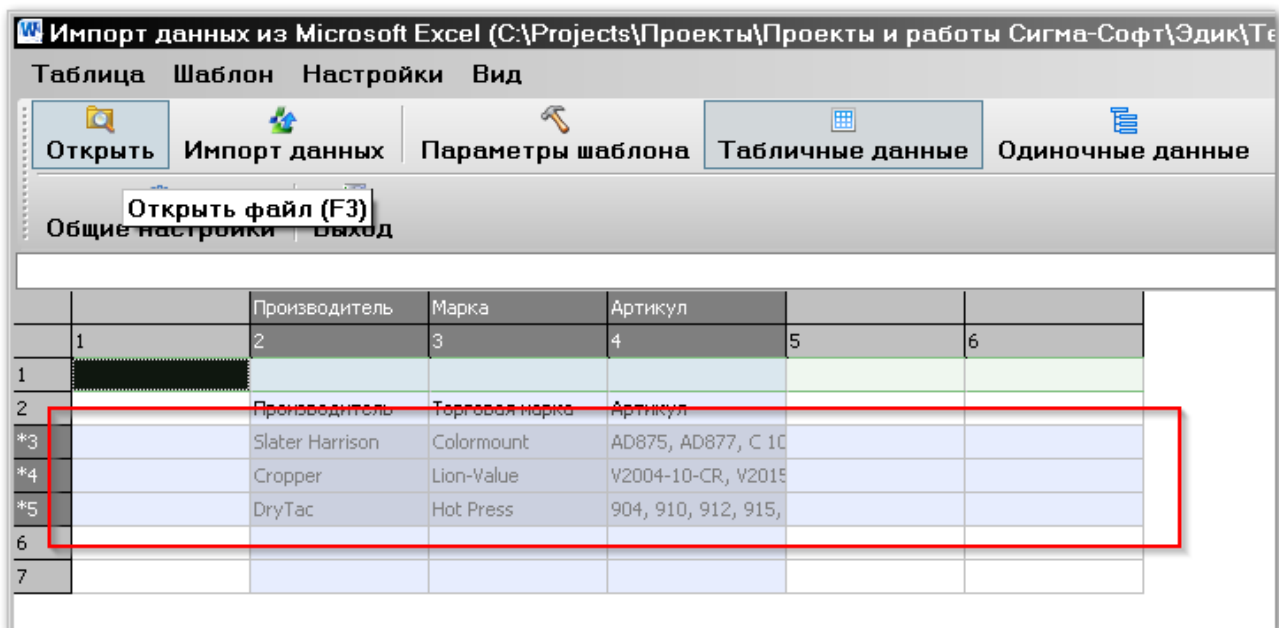 Импорт данных из Microsoft Excel (C:\Projects\Проекты\Проекты и работы Сигма-Софт\Эдик\Те
Таблица Шаблон Настройки Вид
Открыть Импорт данных Параметры шаблона Табличные данные Одиночные данные
Открыть файл (F3)
Общие настройки Выход
Производитель Марка Артикул
1 2 3 4 5 6
1
2 Производитель Торговая марка Артикул
*3 Slater Harrison Colormount AD875, AD877, C 10
*4 Cropper Lion-Value V2004-10-CR, V2015
*5 DryTac Hot Press 904, 910, 912, 915,
6
7